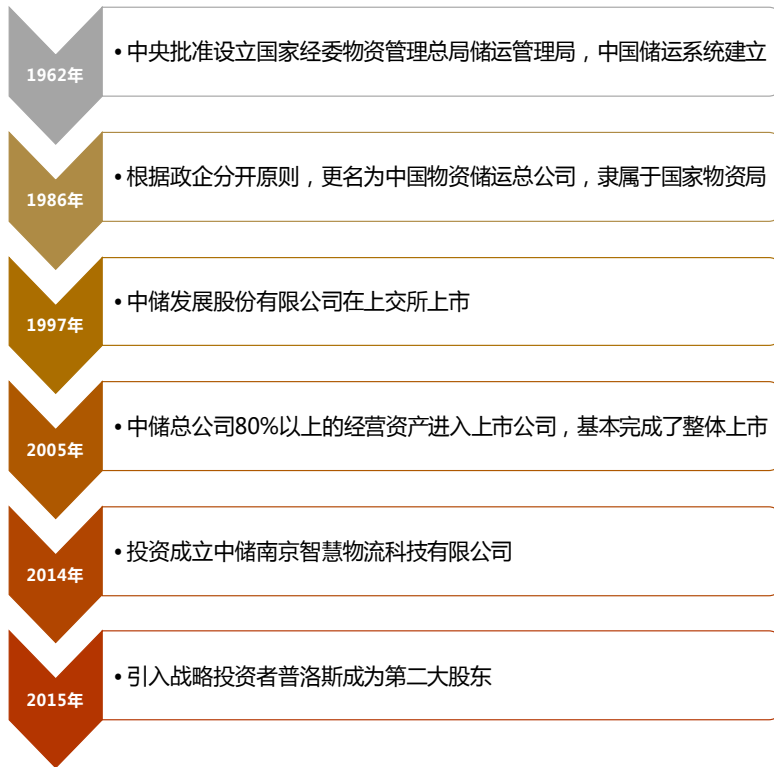 1962年
• 中央批准设立国家经委物资管理总局储运管理局，中国储运系统建立
1986年
• 根据政企分开原则，更名为中国物资储运总公司，隶属于国家物资局
1997年
• 中储发展股份有限公司在上交所上市
2005年
• 中储总公司80%以上的经营资产进入上市公司，基本完成了整体上市
2014年
• 投资成立中储南京智慧物流科技有限公司
2015年
• 引入战略投资者普洛斯成为第二大股东